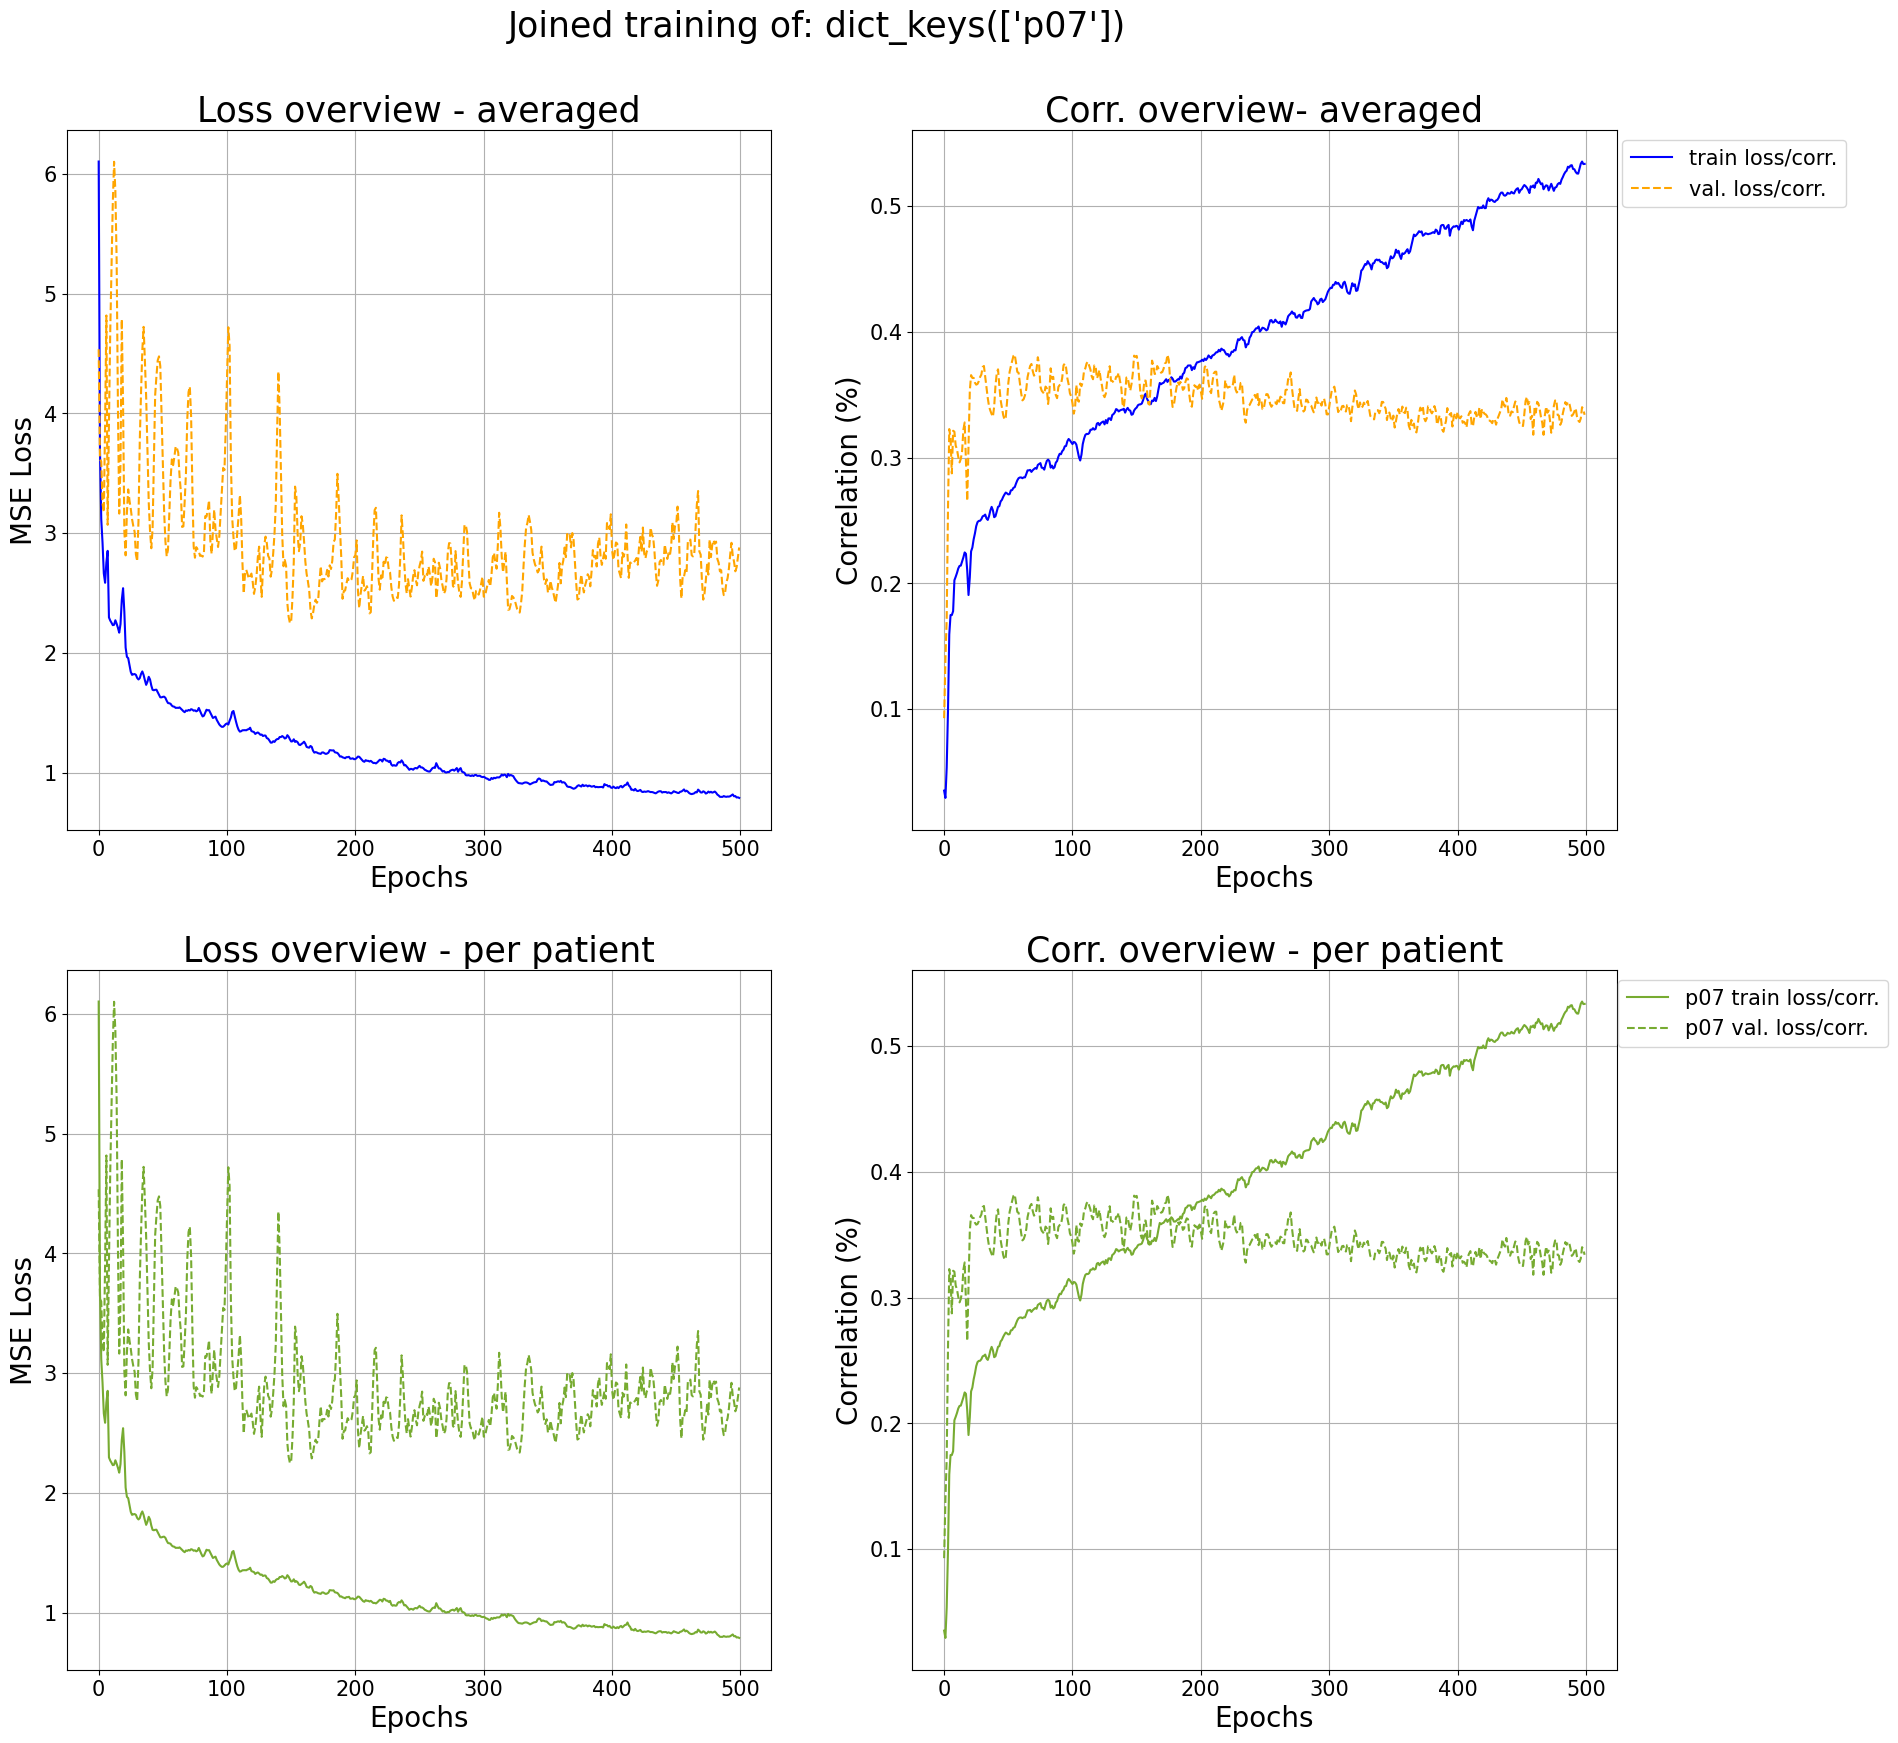 Joined training of: dict_keys(['p07'])
Loss overview - averaged
Corr. overview- averaged
MSE Loss
6
5
4
3
2
1
0 100 200 300 400 500
Epochs
Correlation (%)
0.5
0.4
0.3
0.2
0.1
0 100 200 300 400 500
Epochs
train loss/corr.
val. loss/corr.
Loss overview - per patient
Corr. overview - per patient
MSE Loss
6
5
4
3
2
1
0 100 200 300 400 500
Epochs
Correlation (%)
0.5
0.4
0.3
0.2
0.1
0 100 200 300 400 500
Epochs
p07 train loss/corr.
p07 val. loss/corr.